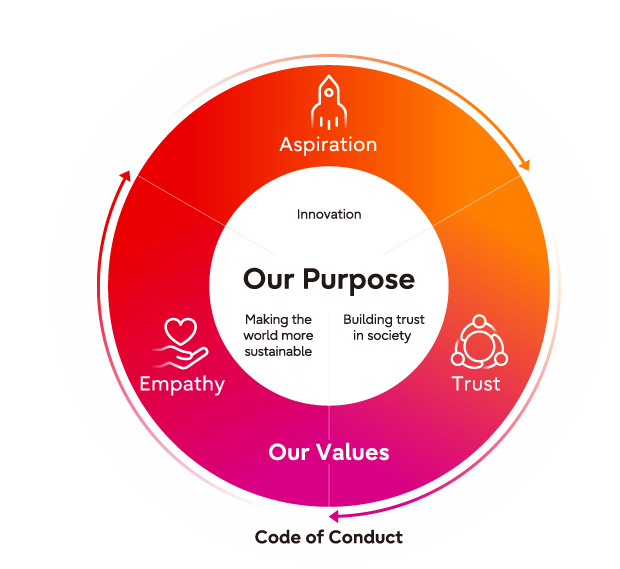 Aspiration
Innovation
Our Purpose
Making the
world more
sustainable
Building trust
in society
Empathy
Trust
Our Values
Code of Conduct